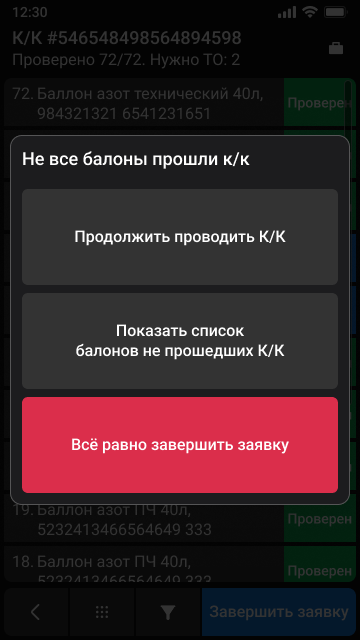 12:30
К/К #546548498564894598
Проверено 72/72. Нужно ТО: 2
72. Баллон азот технический 40л,
984321321 6541231651
Проверен
Не все балоны прошли к/к
Продолжить проводить К/К
Показать список
балонов не прошедших К/К
Всё равно завершить заявку
19. Баллон азот ПЧ 40л,
5232413466564649 333
Проверен
18. Баллон азот ПЧ 40л,
5232413466564649 333
Проверен
Завершить заявку